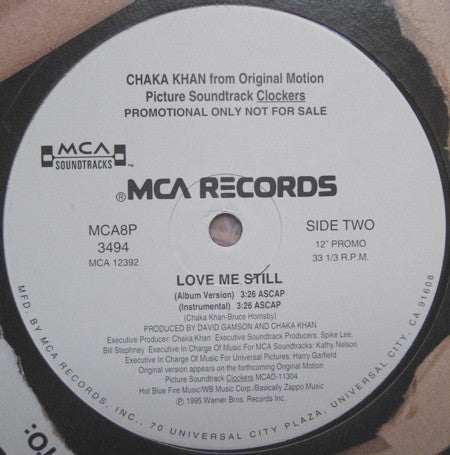 CHAKA KHAN from Original Motion
Picture Soundtrack Clockers
PROMOTIONAL ONLY NOT FOR SALE
MCA
SOUNDTRACKS™
®MCA RECORDS
MCA8P
3494
MCA 12392
SIDE TWO
12" PROMO
33 1/3 R.P.M.
LOVE ME STILL
(Album Version) 3:26 ASCAP
(Instrumental) 3:26 ASCAP
(Chaka Khan-Bruce Hornsby)
PRODUCED BY DAVID GAMSON AND CHAKA KHAN
Executive Producer: Chaka Khan. Executive Soundtrack Producers: Spike Lee,
Bill Stephney Executive in Charge Of Music For MCA Soundtracks: Kathy Nelson
Executive In Charge Of Music For Universal Pictures: Harry Garfield
Original version appears on the forthcoming Original Motion
Picture Soundtrack Clockers MCAD-11304
Hot Blue Fire Music/WB Music Corp./Basically Zappo Music
℗ 1995 Warner Bros. Records Inc..
MFD. BY MCA RECORDS, INC., 70 UNIVERSAL CITY PLAZA, UNIVERSAL CITY, CA 91608
TO: